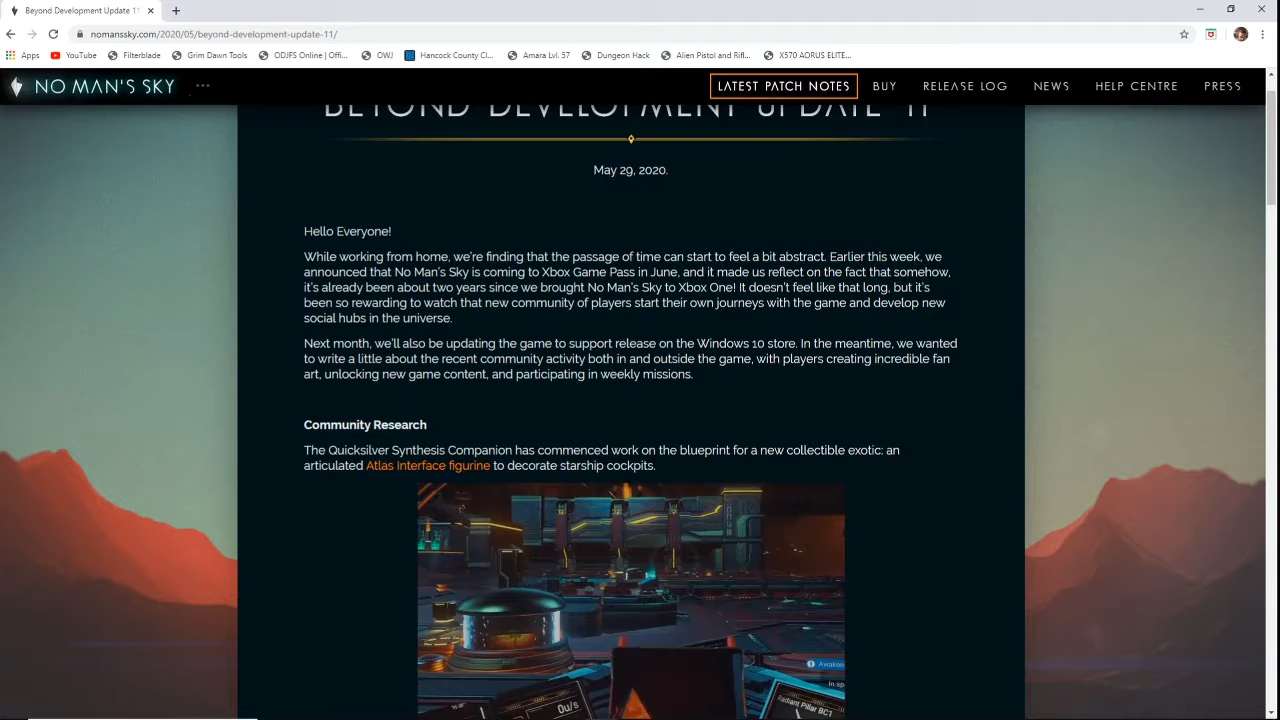 Beyond Development Update 11
nomanssky.com/2020/05/beyond-development-update-11/
Apps YouTube Filterblade Grim Dawn Tools ODJFS Online | Offi... OWJ Hancock County Cl... Amara Lvl. 57 Dungeon Hack Alien Pistol and Rifl... X570 AORUS ELITE...
NO MAN'S SKY ... LATEST PATCH NOTES BUY RELEASE LOG NEWS HELP CENTRE PRESS
BEYOND DEVELOPMENT UPDATE 11
May 29, 2020.
Hello Everyone!
While working from home, we're finding that the passage of time can start to feel a bit abstract. Earlier this week, we
announced that No Man's Sky is coming to Xbox Game Pass in June, and it made us reflect on the fact that somehow,
it's already been about two years since we brought No Man's Sky to Xbox One! It doesn't feel like that long, but it's
been so rewarding to watch that new community of players start their own journeys with the game and develop new
social hubs in the universe.
Next month, we'll also be updating the game to support release on the Windows 10 store. In the meantime, we wanted
to write a little about the recent community activity both in and outside the game, with players creating incredible fan
art, unlocking new game content, and participating in weekly missions.
Community Research
The Quicksilver Synthesis Companion has commenced work on the blueprint for a new collectible exotic: an
articulated Atlas Interface figurine to decorate starship cockpits.
Awaken
In sp
0u/s
Radiant Pillar BC1